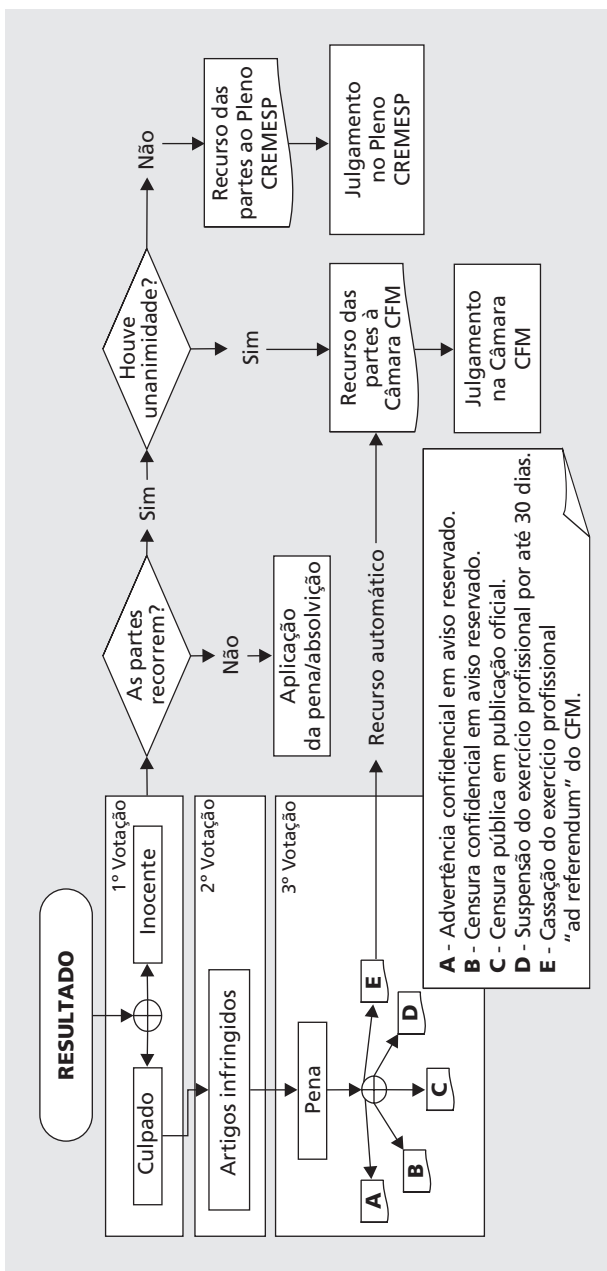 RESULTADO
1º Votação
Culpado
Inocente
2º Votação
Artigos infringidos
3º Votação
Pena
A
B
C
D
E
As partes
recorrem?
Sim
Não
Aplicação
da pena/absolvição
Houve
unanimidade?
Não
Sim
Recurso das
partes ao Pleno
CREMESP
Julgamento
no Pleno
CREMESP
Recurso automático
Recurso das
partes à
Câmara CFM
Julgamento
na Câmara
CFM
A - Advertência confidencial em aviso reservado.
B - Censura confidencial em aviso reservado.
C - Censura pública em publicação oficial.
D - Suspensão do exercício profissional por até 30 dias.
E - Cassação do exercício profissional
"ad referendum" do CFM.